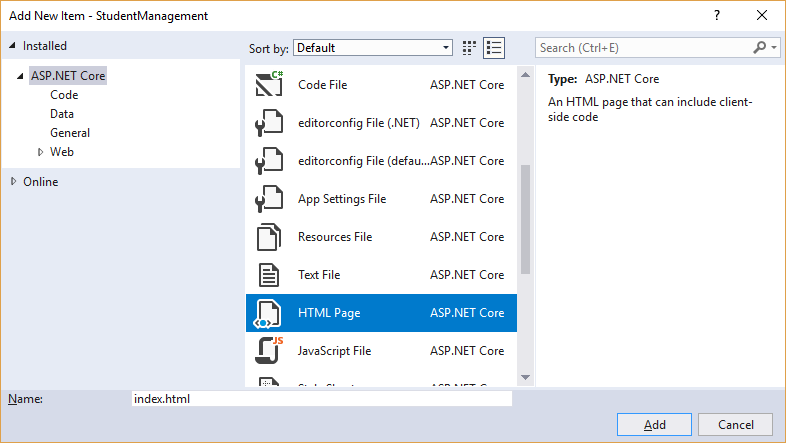 Add New Item - StudentManagement
?
Installed
Sort by: Default
Search (Ctrl+E)
ASP.NET Core
Code
Data
General
Web
Online
C#
Code File ASP.NET Core
editorconfig File (.NET) ASP.NET Core
editorconfig File (defau... ASP.NET Core
App Settings File ASP.NET Core
Resources File ASP.NET Core
Text File ASP.NET Core
HTML Page ASP.NET Core
JS
JavaScript File ASP.NET Core
Type: ASP.NET Core
An HTML page that can include client-
side code
Name: index.html
Add Cancel